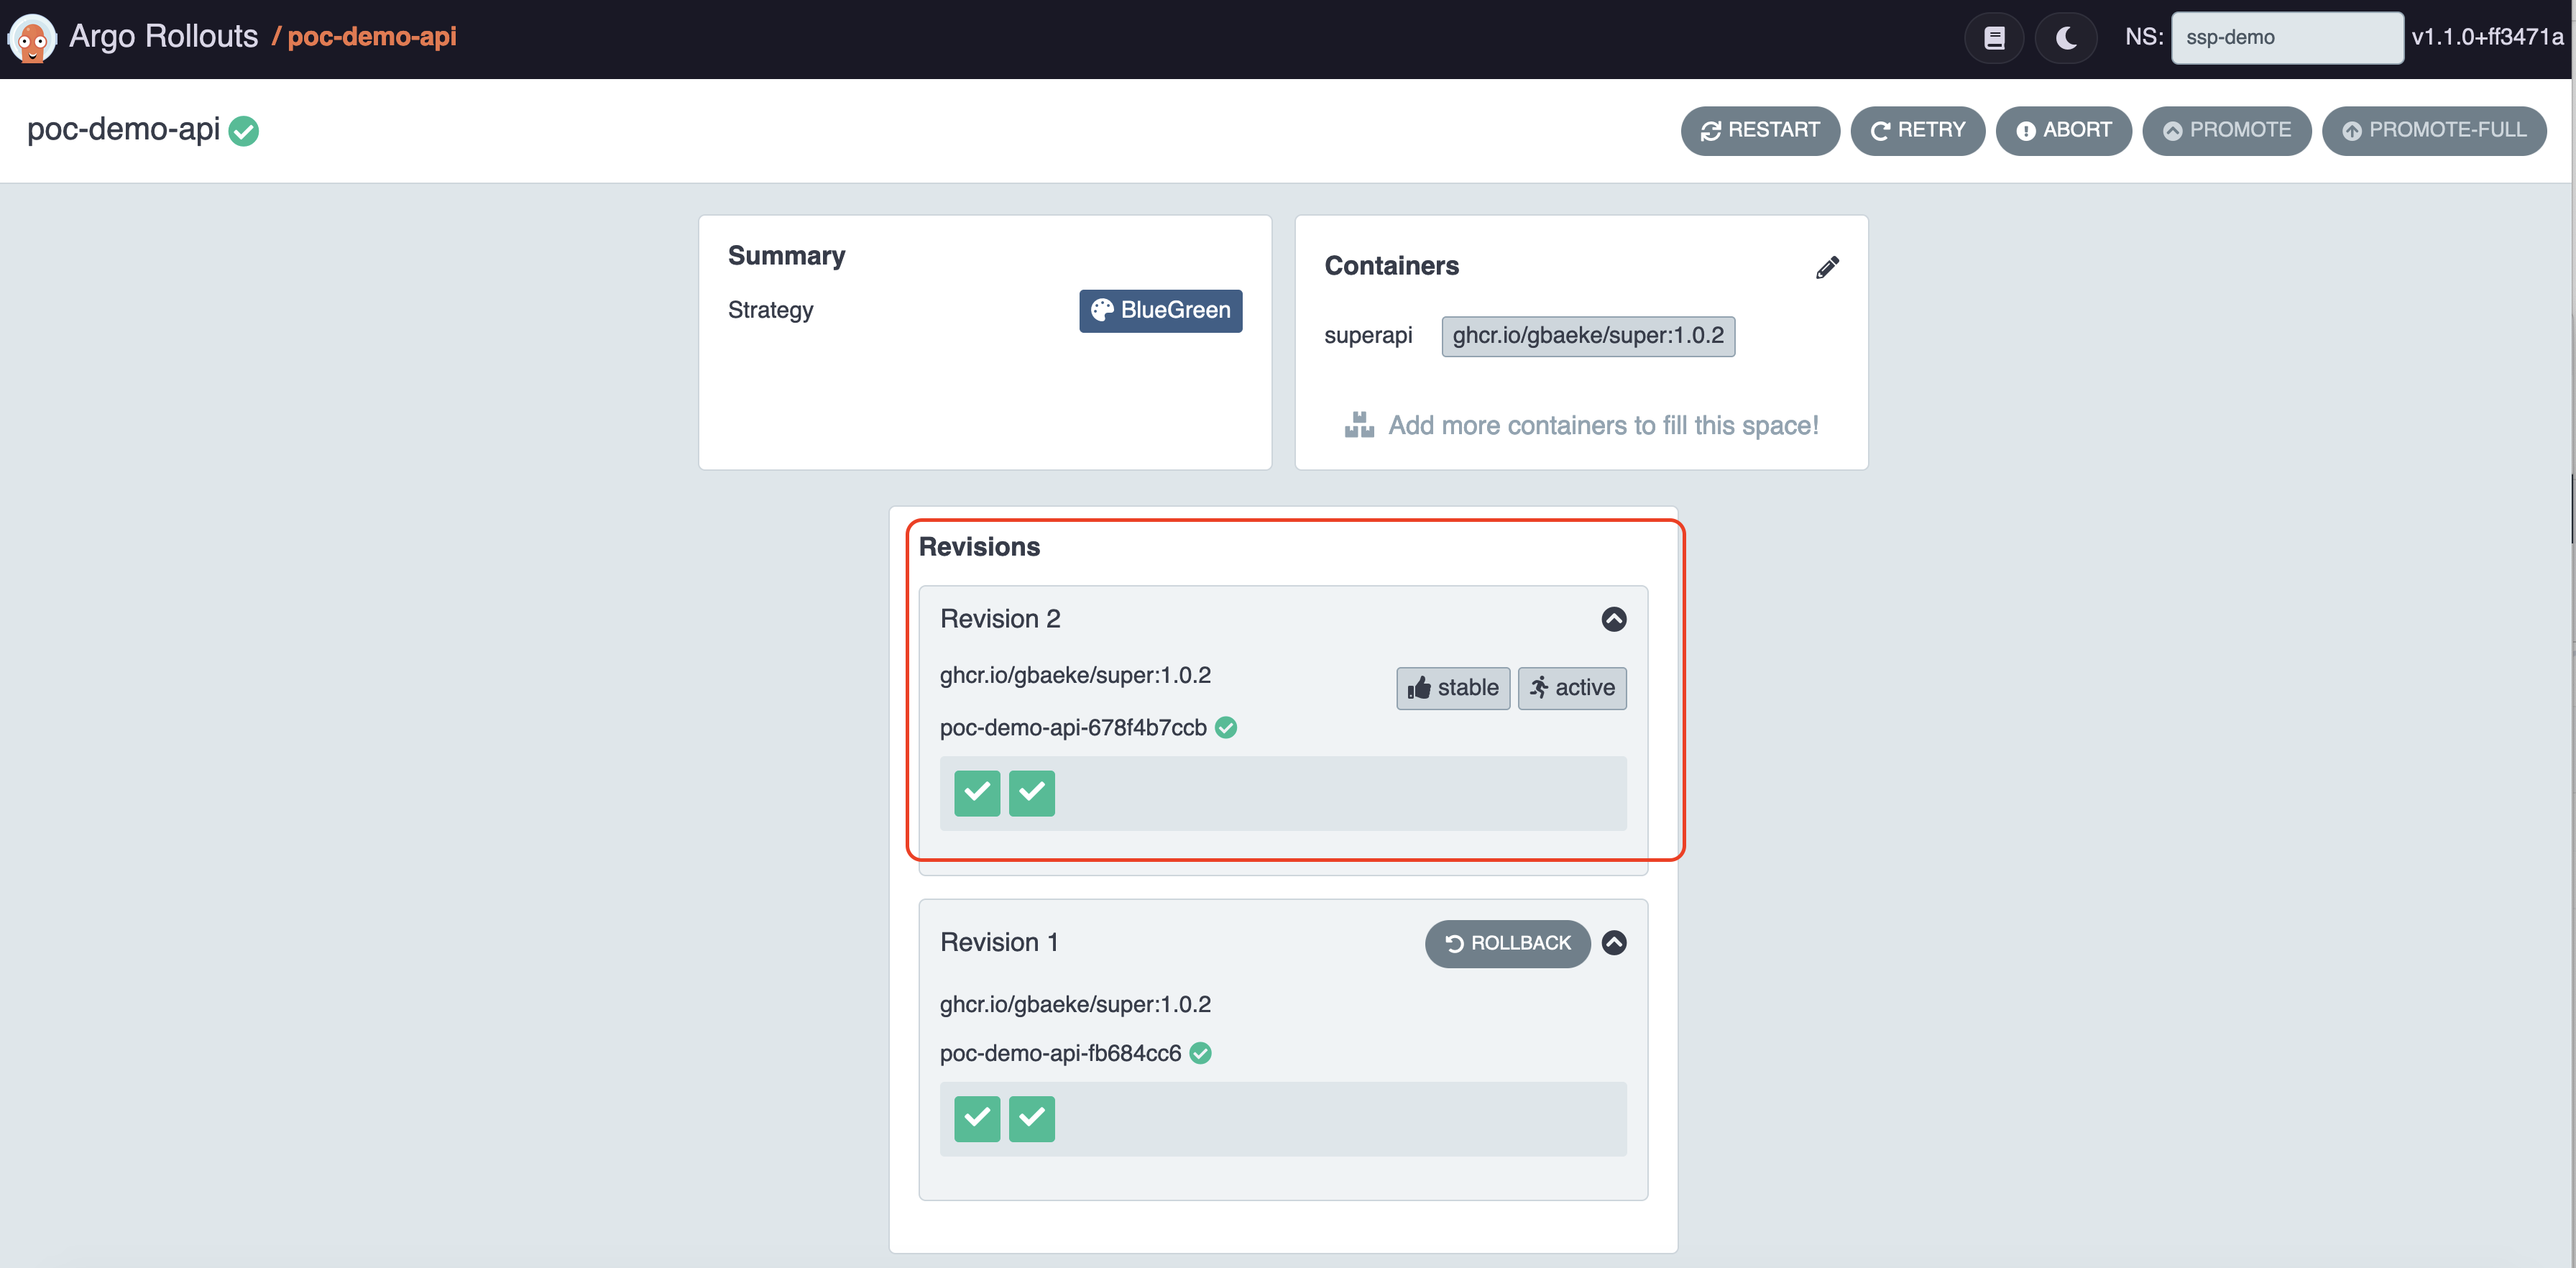 Argo Rollouts / poc-demo-api
NS: ssp-demo v1.1.0+ff3471a
poc-demo-api
RESTART RETRY ABORT PROMOTE PROMOTE-FULL
Summary
Strategy BlueGreen
Containers
superapi ghcr.io/gbaeke/super:1.0.2
Add more containers to fill this space!
Revisions
Revision 2
ghcr.io/gbaeke/super:1.0.2
stable active
poc-demo-api-678f4b7ccb
Revision 1 ROLLBACK
ghcr.io/gbaeke/super:1.0.2
poc-demo-api-fb684cc6